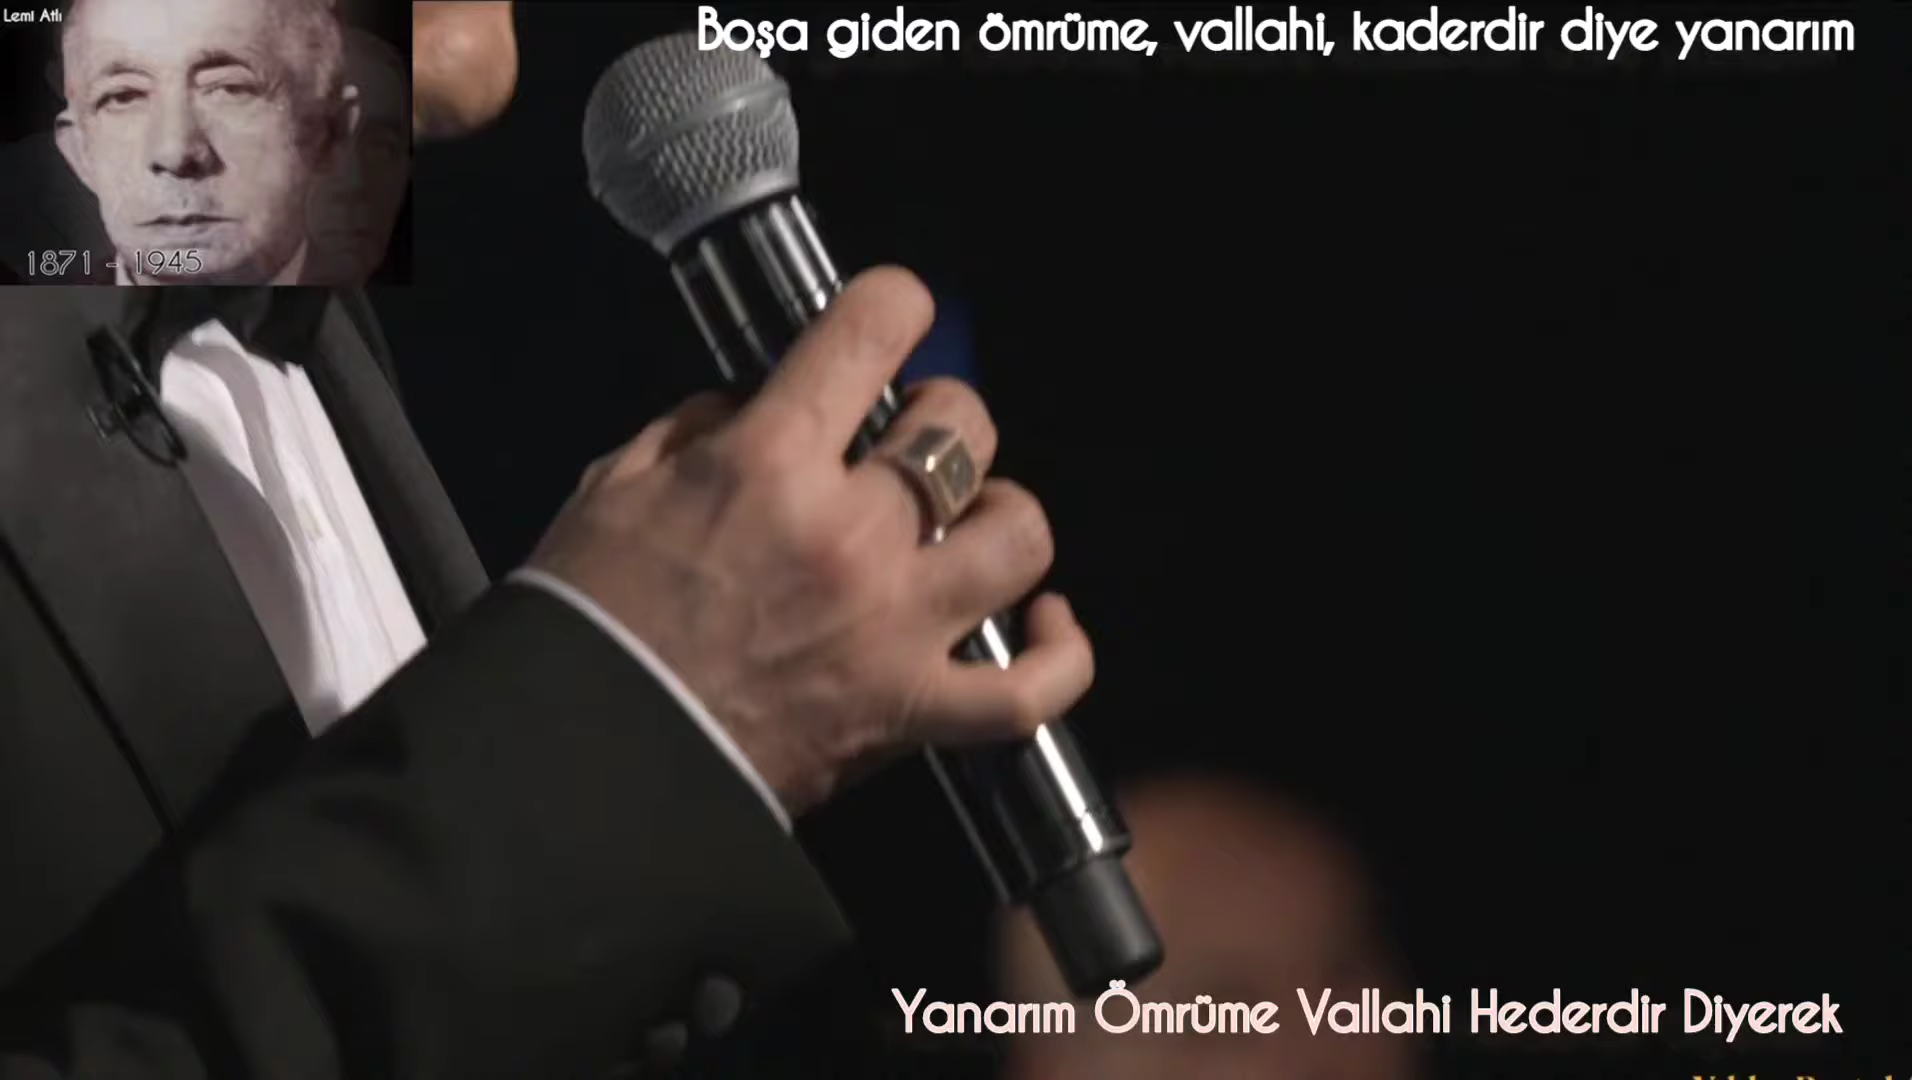 Lemi Atlı
Boşa giden ömrüme, vallahi, kaderdir diye yanarım
1871 - 1945
Yanarım Ömrüme Vallahi Hederdir Diyerek